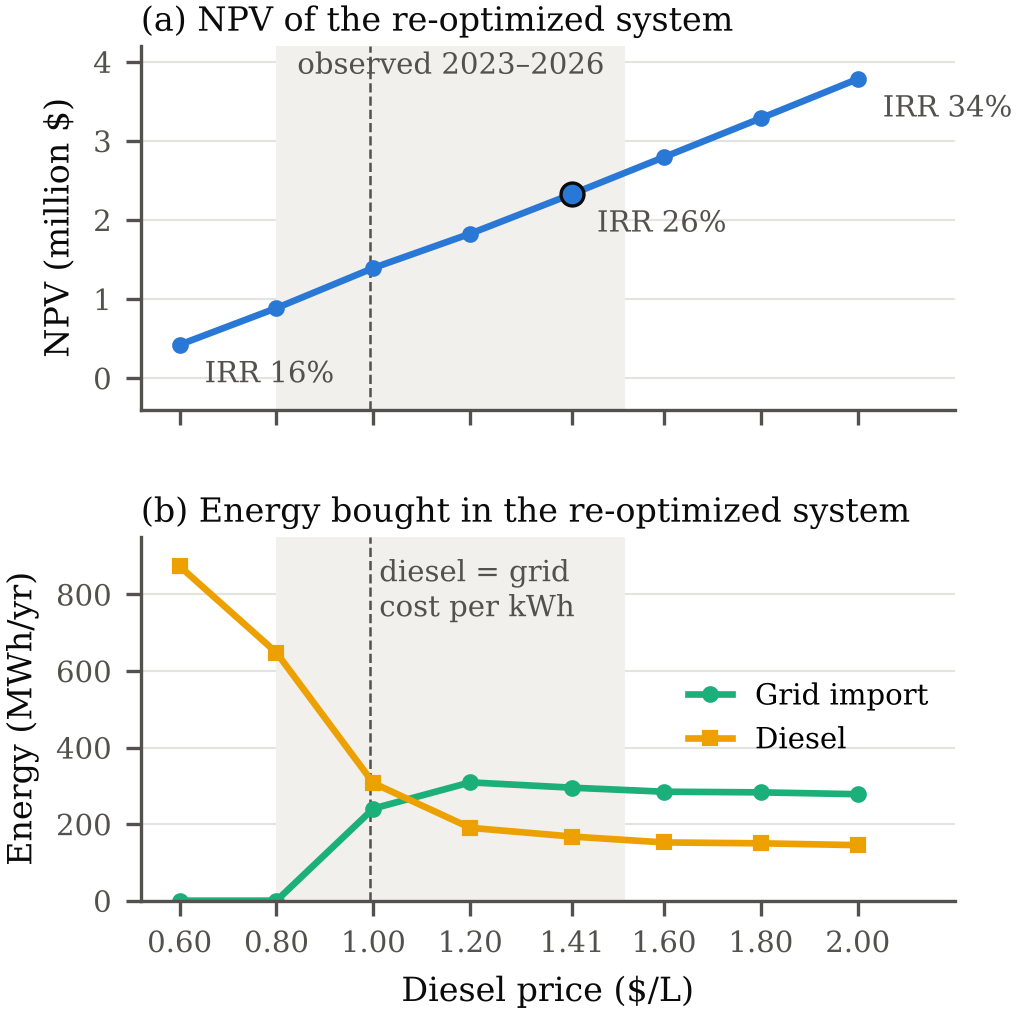 (a) NPV of the re-optimized system
observed 2023–2026
NPV (million $)
4
3
2
1
0
IRR 34%
IRR 26%
IRR 16%
(b) Energy bought in the re-optimized system
diesel = grid
cost per kWh
Energy (MWh/yr)
800
600
400
200
0
Grid import
Diesel
0.60 0.80 1.00 1.20 1.41 1.60 1.80 2.00
Diesel price ($/L)